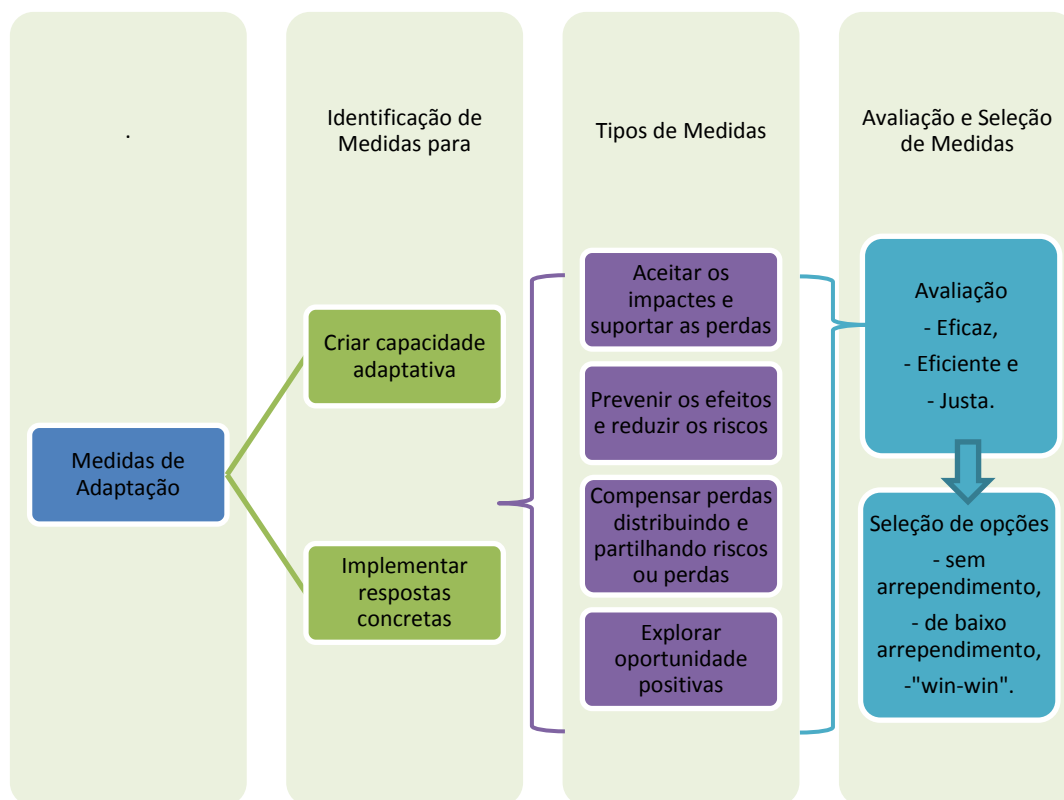 .
Identificação de
Medidas para
Tipos de Medidas
Avaliação e Seleção
de Medidas
Medidas de
Adaptação
Criar capacidade
adaptativa
Implementar
respostas
concretas
Aceitar os
impactes e
suportar as perdas
Prevenir os efeitos
e reduzir os riscos
Compensar perdas
distribuindo e
partilhando riscos
ou perdas
Explorar
oportunidade
positivas
Avaliação
- Eficaz,
- Eficiente e
- Justa.
Seleção de opções
- sem
arrependimento,
- de baixo
arrependimento,
-"win-win".